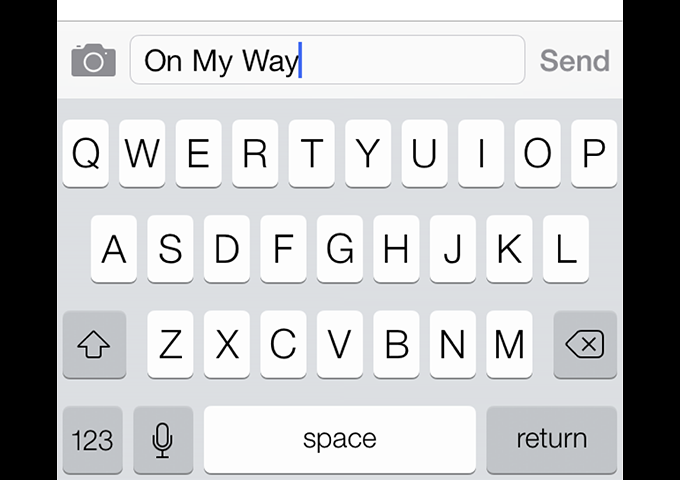 On My Way Send
Q W E R T Y U I O P
A S D F G H J K L
Z X C V B N M
123 space return